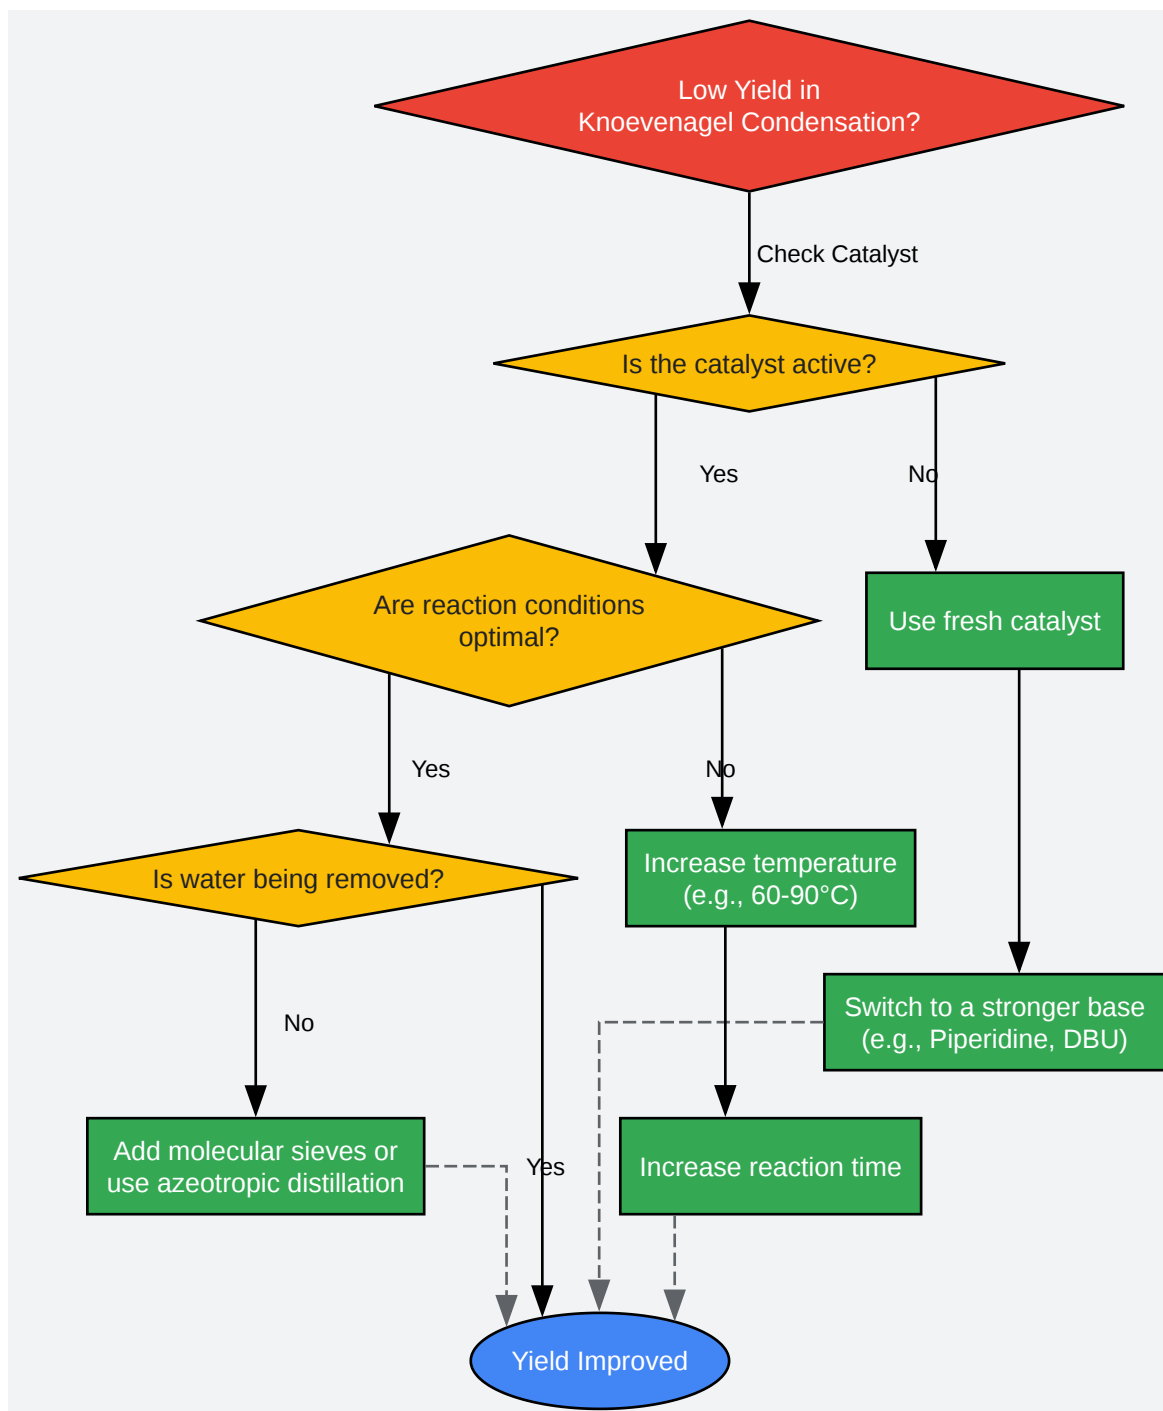 Low Yield in
Knoevenagel Condensation?
Check Catalyst
Is the catalyst active?
Yes
No
Are reaction conditions
optimal?
Use fresh catalyst
Yes
No
Is water being removed?
Increase temperature
(e.g., 60-90°C)
No
Switch to a stronger base
(e.g., Piperidine, DBU)
Add molecular sieves or
use azeotropic distillation
Yes
Increase reaction time
Yield Improved